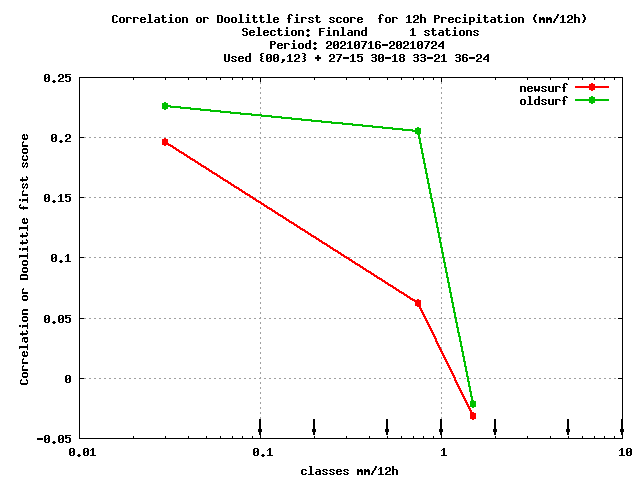 Correlation or Doolittle first score  for 12h Precipitation (mm/12h)
Selection: Finland      1 stations
Period: 20210716-20210724
Used {00,12} + 27-15 30-18 33-21 36-24
newsurf
oldsurf
Correlation or Doolittle first score
0.25
0.2
0.15
0.1
0.05
0
-0.05
0.01 0.1 1 10
classes mm/12h